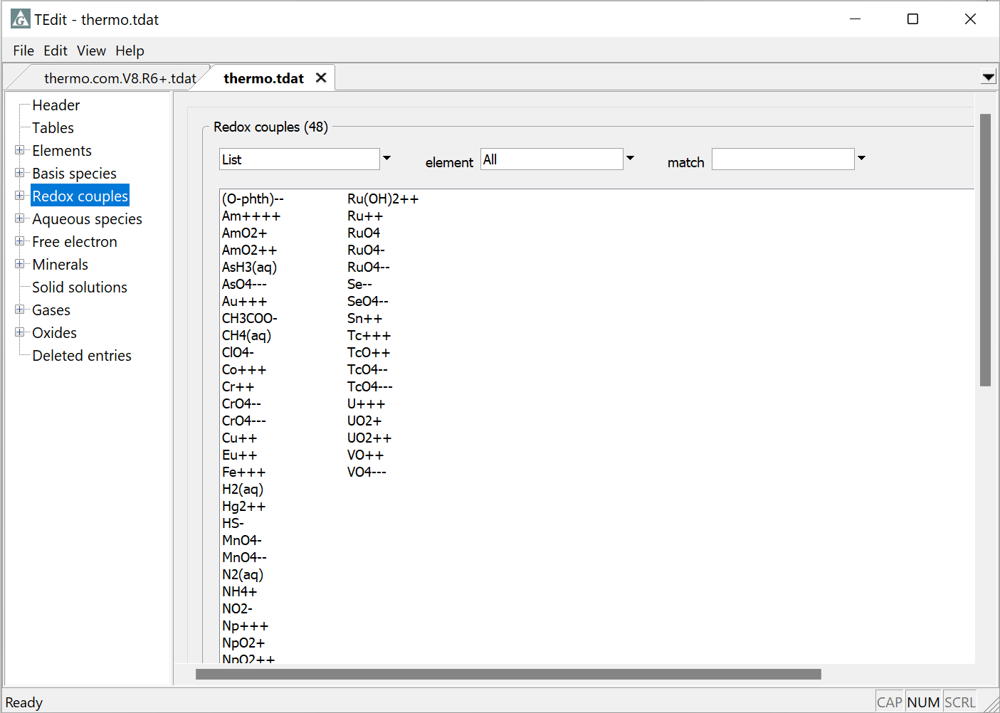 TEdit - thermo.tdat
File Edit View Help
thermo.com.V8.R6+.tdat
thermo.tdat
Header
Tables
Elements
Basis species
Redox couples
Aqueous species
Free electron
Minerals
Solid solutions
Gases
Oxides
Deleted entries
Redox couples (48)
List element All match
(O-phth)-- Ru(OH)2++
Am++++ Ru++
AmO2+ RuO4
AmO2++ RuO4-
AsH3(aq) RuO4--
AsO4--- Se--
Au+++ SeO4--
CH3COO- Sn++
CH4(aq) Tc+++
ClO4- TcO++
Co+++ TcO4--
Cr++ TcO4---
CrO4-- U+++
CrO4--- UO2+
Cu++ UO2++
Eu++ VO++
Fe+++ VO4---
H2(aq)
Hg2++
HS-
MnO4-
MnO4--
N2(aq)
NH4+
NO2-
Np+++
NpO2+
NpO2++
Ready CAP NUM SCRL